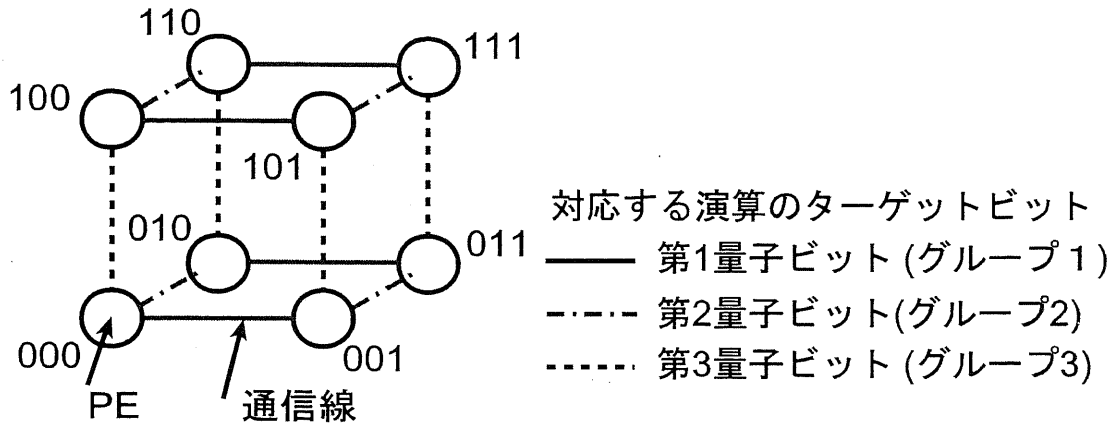 110
111
100
101
010
011
000
001
PE
通信線
対応する演算のターゲットビット
第1量子ビット (グループ１)
第2量子ビット(グループ2)
第3量子ビット (グループ3)